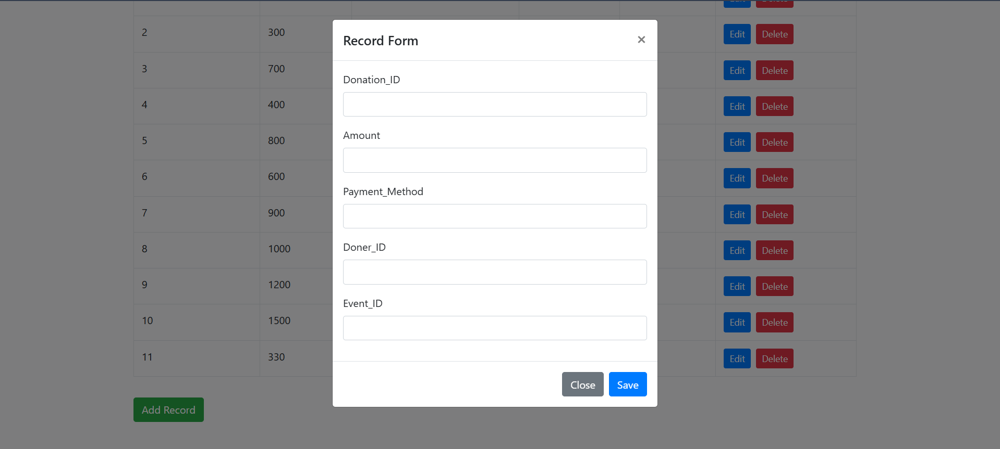 Edit Delete
2 300 Edit Delete
3 700 Edit Delete
4 400 Edit Delete
5 800 Edit Delete
6 600 Edit Delete
7 900 Edit Delete
8 1000 Edit Delete
9 1200 Edit Delete
10 1500 Edit Delete
11 330 Edit Delete
Add Record
Record Form ×
Donation_ID
Amount
Payment_Method
Doner_ID
Event_ID
Close Save